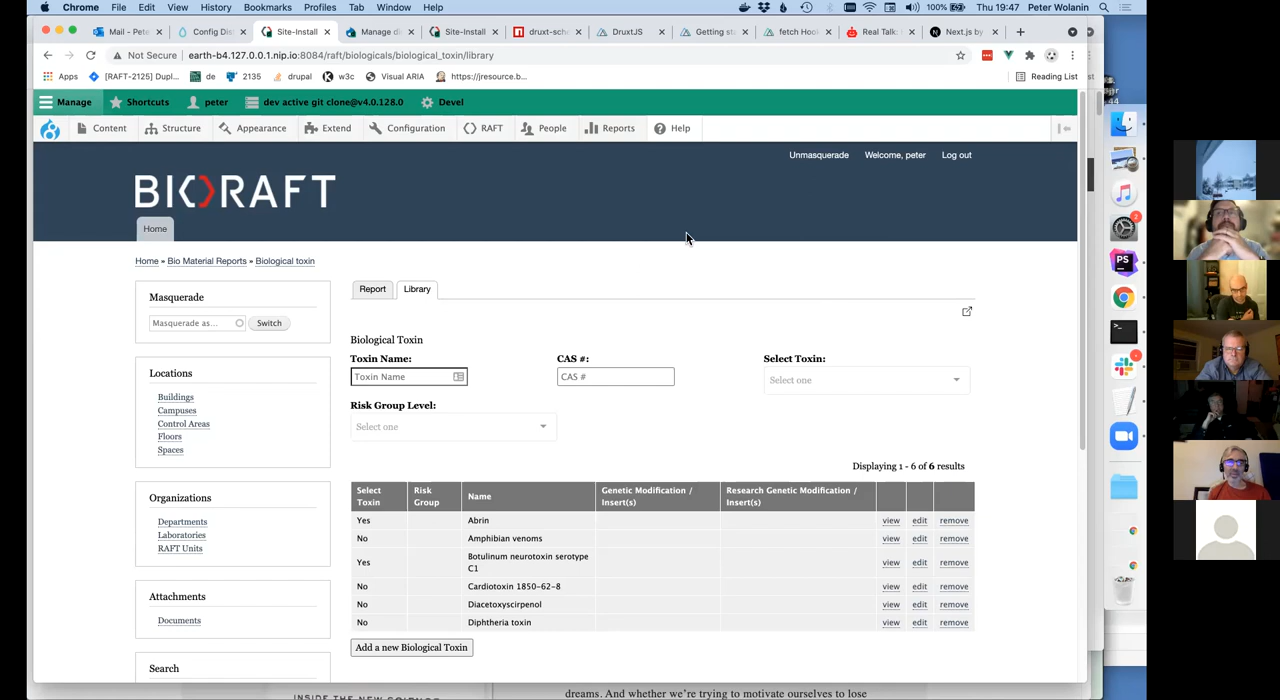 Chrome File Edit View History Bookmarks Profiles Tab Window Help 100% Thu 19:47 Peter Wolanin
Mail - Pete Config Dis Site-Install Manage di Site-Install druxt-sche DruxtJS Getting sta fetch Hook Real Talk: Next.js by
Not Secure earth-b4.127.0.0.1.nip.io:8084/raft/biologicals/biological_toxin/library
Apps [RAFT-2125] Dupl... de 2135 drupal w3c Visual ARIA https://jresource.b... Reading List
Manage Shortcuts peter dev active git clone@v4.0.128.0 Devel
Content Structure Appearance Extend Configuration RAFT People Reports Help
Unmasquerade Welcome, peter Log out
BIORAFT
Home
Home » Bio Material Reports » Biological toxin
Masquerade
Masquerade as... Switch
Locations
Buildings
Campuses
Control Areas
Floors
Spaces
Organizations
Departments
Laboratories
RAFT Units
Attachments
Documents
Search
Report Library
Biological Toxin
Toxin Name: CAS #: Select Toxin:
Toxin Name CAS # Select one
Risk Group Level:
Select one
Displaying 1 - 6 of 6 results
Select Toxin Risk Group Name Genetic Modification / Insert(s) Research Genetic Modification / Insert(s)
Yes Abrin view edit remove
No Amphibian venoms view edit remove
Yes Botulinum neurotoxin serotype C1 view edit remove
No Cardiotoxin 1850-62-8 view edit remove
No Diacetoxyscirpenol view edit remove
No Diphtheria toxin view edit remove
Add a new Biological Toxin
INSIDE THE NEW SCIENCE
dreams. And whether we're trying to motivate ourselves to lose